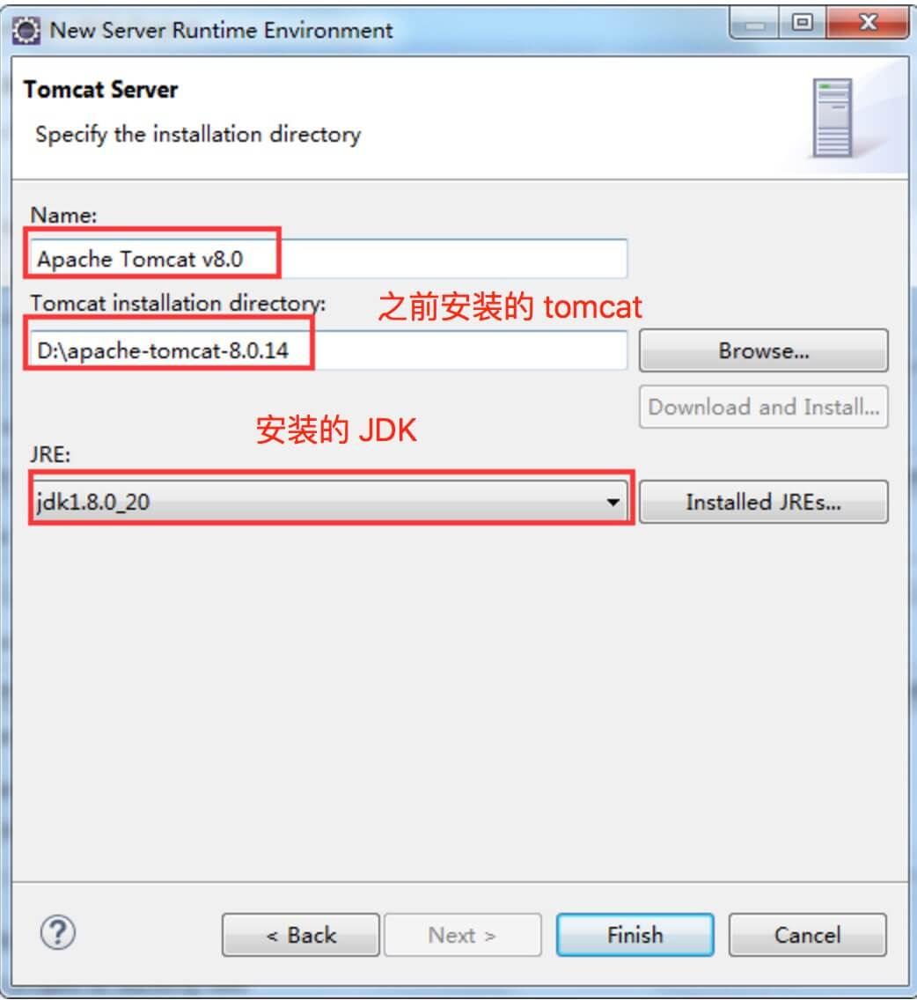 New Server Runtime Environment
Tomcat Server
Specify the installation directory
Name:
Apache Tomcat v8.0
Tomcat installation directory:
之前安装的 tomcat
D:\apache-tomcat-8.0.14
Browse...
Download and Install...
安装的 JDK
JRE:
jdk1.8.0_20
Installed JREs...
?
< Back
Next >
Finish
Cancel